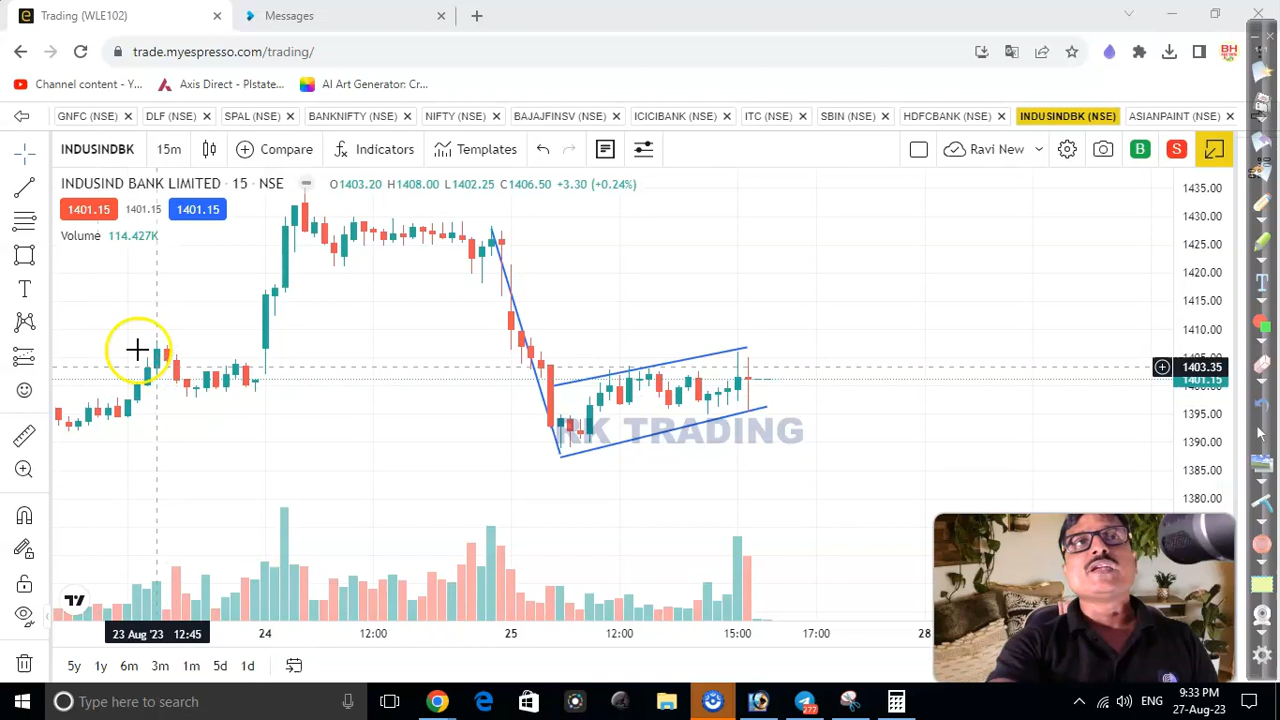 Trading (WLE102)
Messages
trade.myespresso.com/trading/
Channel content - Y...
Axis Direct - PIstate...
AI Art Generator: Cr...
GNFC (NSE)
DLF (NSE)
SPAL (NSE)
BANKNIFTY (NSE)
NIFTY (NSE)
BAJAJFINSV (NSE)
ICICIBANK (NSE)
ITC (NSE)
SBIN (NSE)
HDFCBANK (NSE)
INDUSINDBK (NSE)
ASIANPAINT (NSE)
INDUSINDBK
15m
Compare
Indicators
Templates
Ravi New
B
S
INDUSIND BANK LIMITED · 15 · NSE
O1403.20 H1408.00 L1402.25 C1406.50 +3.30 (+0.24%)
1401.15
1401.15
1401.15
Volume 114.427K
1435.00
1430.00
1425.00
1420.00
1415.00
1410.00
1403.35
1401.15
1395.00
1390.00
1385.00
1380.00
RK TRADING
23 Aug '23 12:45
24
12:00
25
12:00
15:00
17:00
28
5y
1y
6m
3m
1m
5d
1d
Type here to search
277
ENG
9:33 PM
27-Aug-23